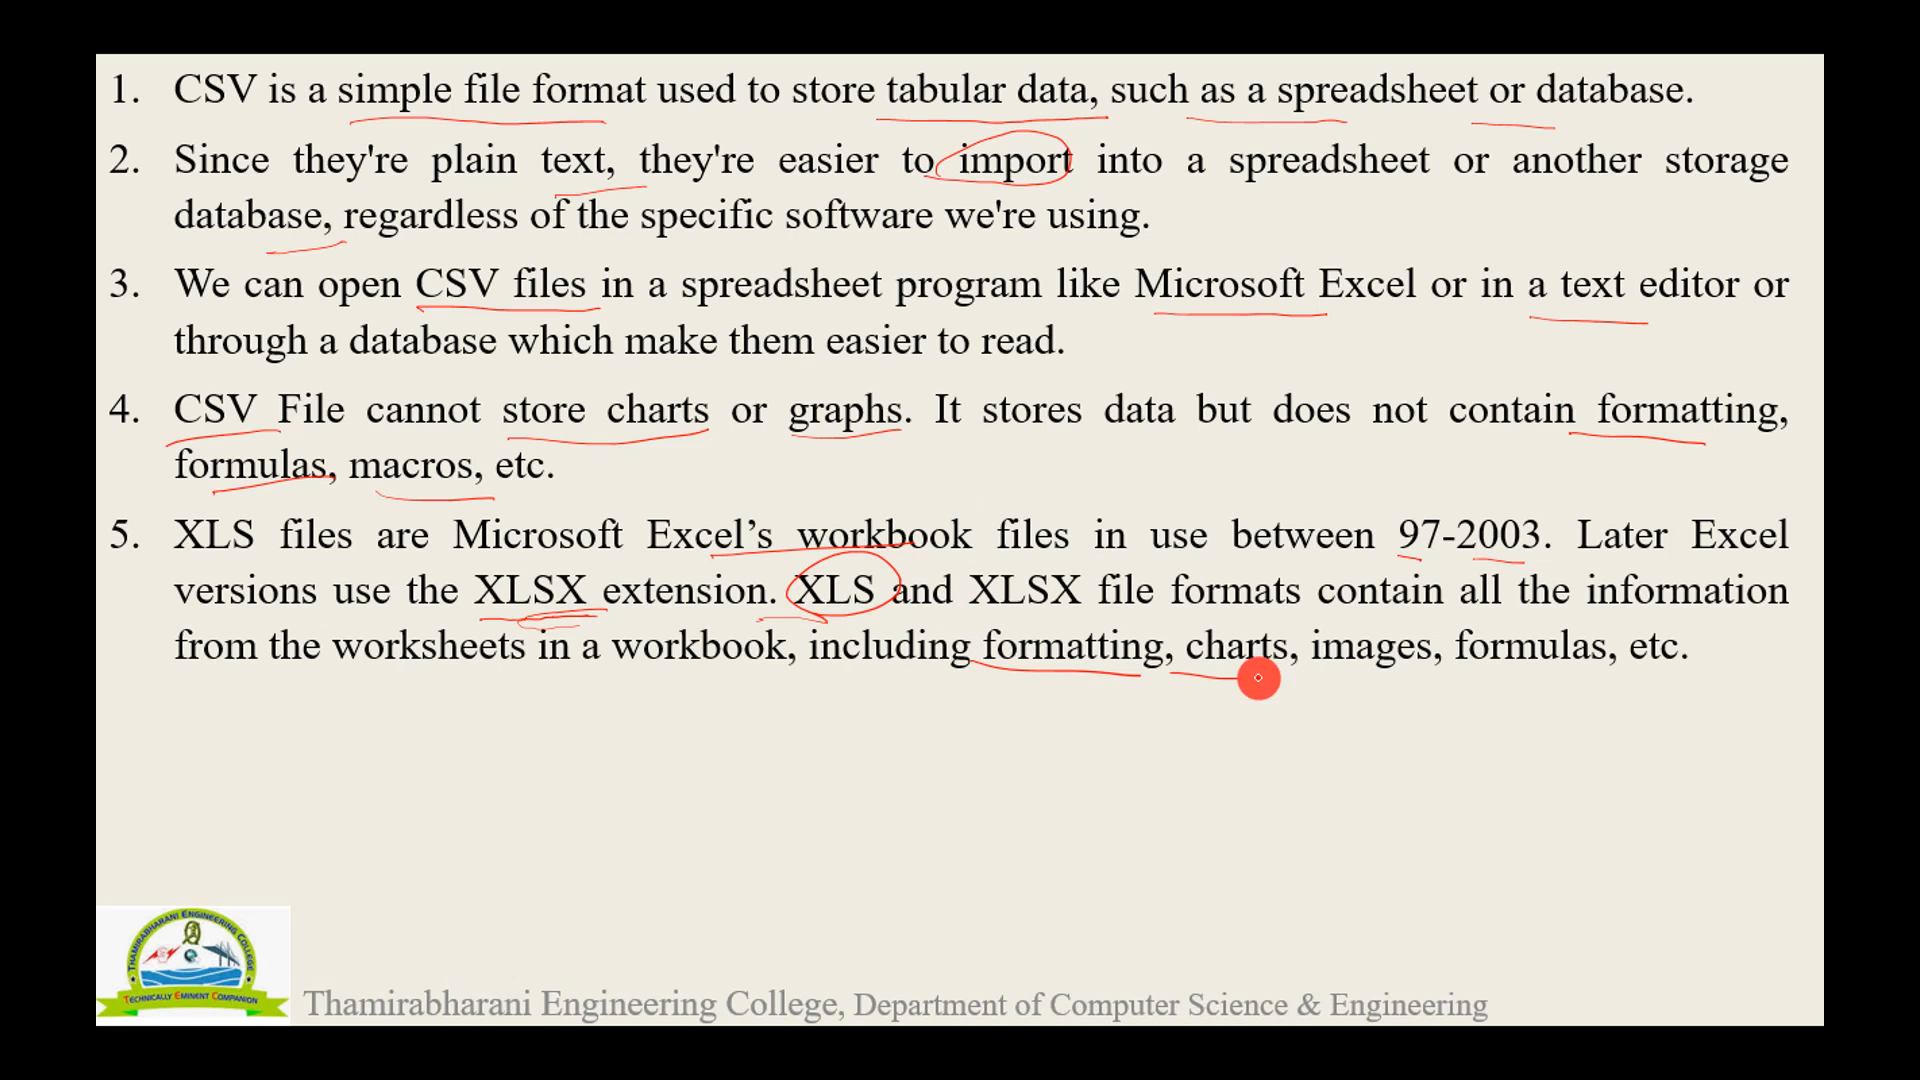 1. CSV is a simple file format used to store tabular data, such as a spreadsheet or database.
2. Since they're plain text, they're easier to import into a spreadsheet or another storage
database, regardless of the specific software we're using.
3. We can open CSV files in a spreadsheet program like Microsoft Excel or in a text editor or
through a database which make them easier to read.
4. CSV File cannot store charts or graphs. It stores data but does not contain formatting,
formulas, macros, etc.
5. XLS files are Microsoft Excel’s workbook files in use between 97-2003. Later Excel
versions use the XLSX extension. XLS and XLSX file formats contain all the information
from the worksheets in a workbook, including formatting, charts, images, formulas, etc.
THAMIRABHARANI ENGINEERING COLLEGE
TECHNICALLY EMINENT COMPANION
Thamirabharani Engineering College, Department of Computer Science & Engineering